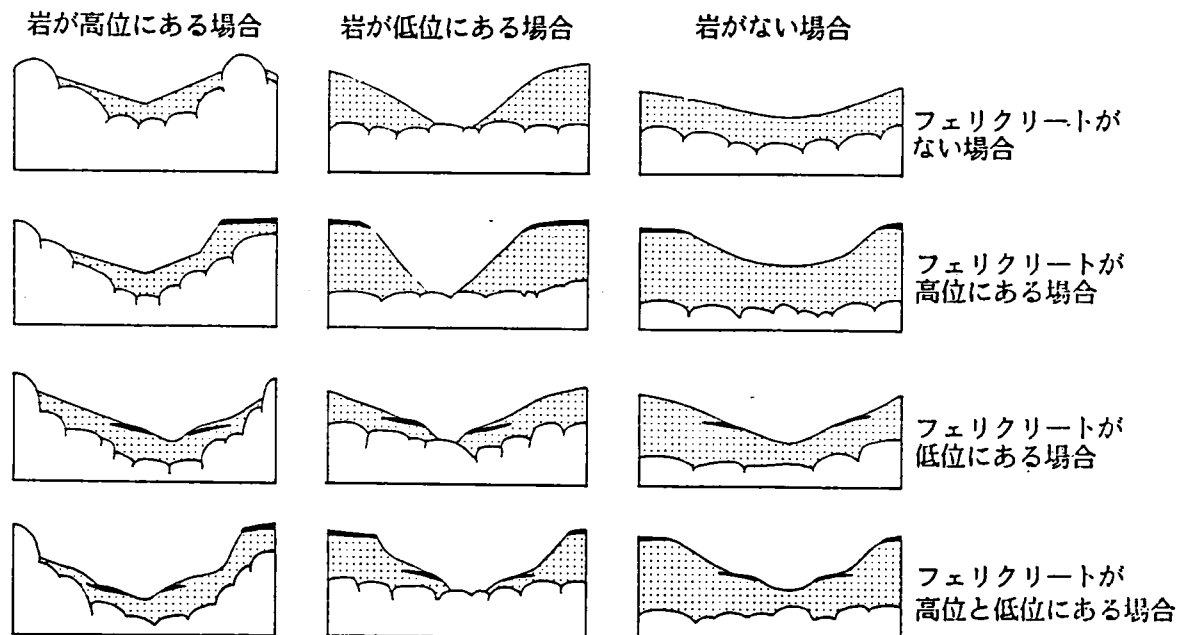 岩が高位にある場合
岩が低位にある場合
岩がない場合
フェリクリートが
ない場合
フェリクリートが
高位にある場合
フェリクリートが
低位にある場合
フェリクリートが
高位と低位にある場合